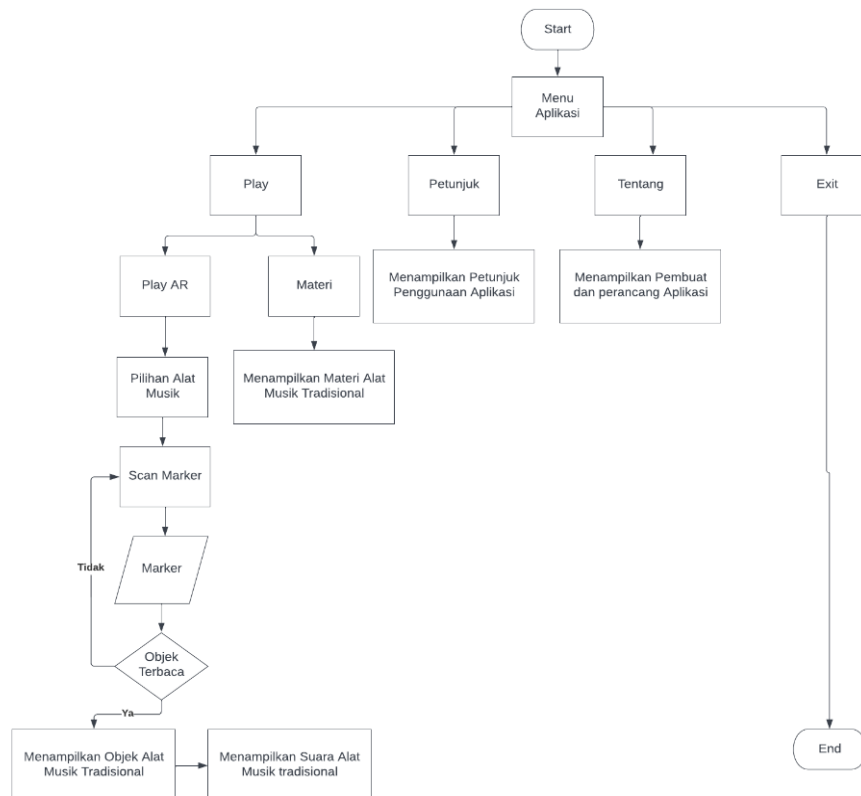 Start
Menu
Aplikasi
Play
Petunjuk
Tentang
Exit
Play AR
Materi
Menampilkan Petunjuk
Penggunaan Aplikasi
Menampilkan Pembuat
dan perancang Aplikasi
Pilihan Alat
Musik
Menampilkan Materi Alat
Musik Tradisional
Scan Marker
Marker
Tidak
Objek
Terbaca
Ya
Menampilkan Objek Alat
Musik Tradisional
Menampilkan Suara Alat
Musik tradisional
End